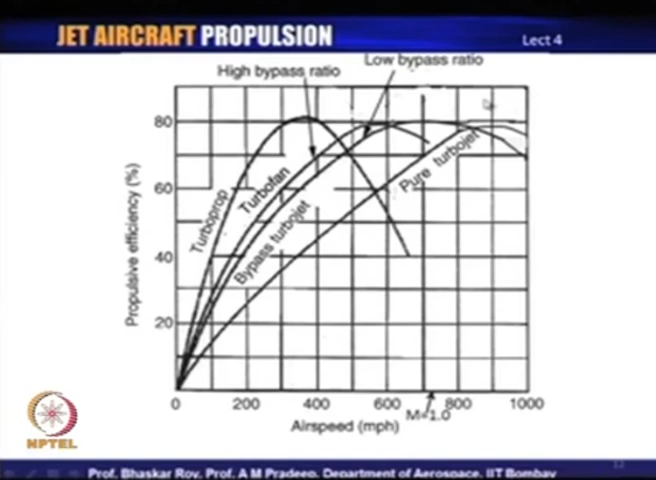 JET AIRCRAFT PROPULSION
Lect 4
High bypass ratio
Low bypass ratio
80
60
40
20
Propulsive efficiency (%)
Turboprop
Turbofan
Bypass turbojet
Pure turbojet
0
200
400
600
800
1000
M=1.0
Airspeed (mph)
NPTEL
Prof. Bhaskar Roy, Prof. A M Pradeep, Department of Aerospace, IIT Bombay